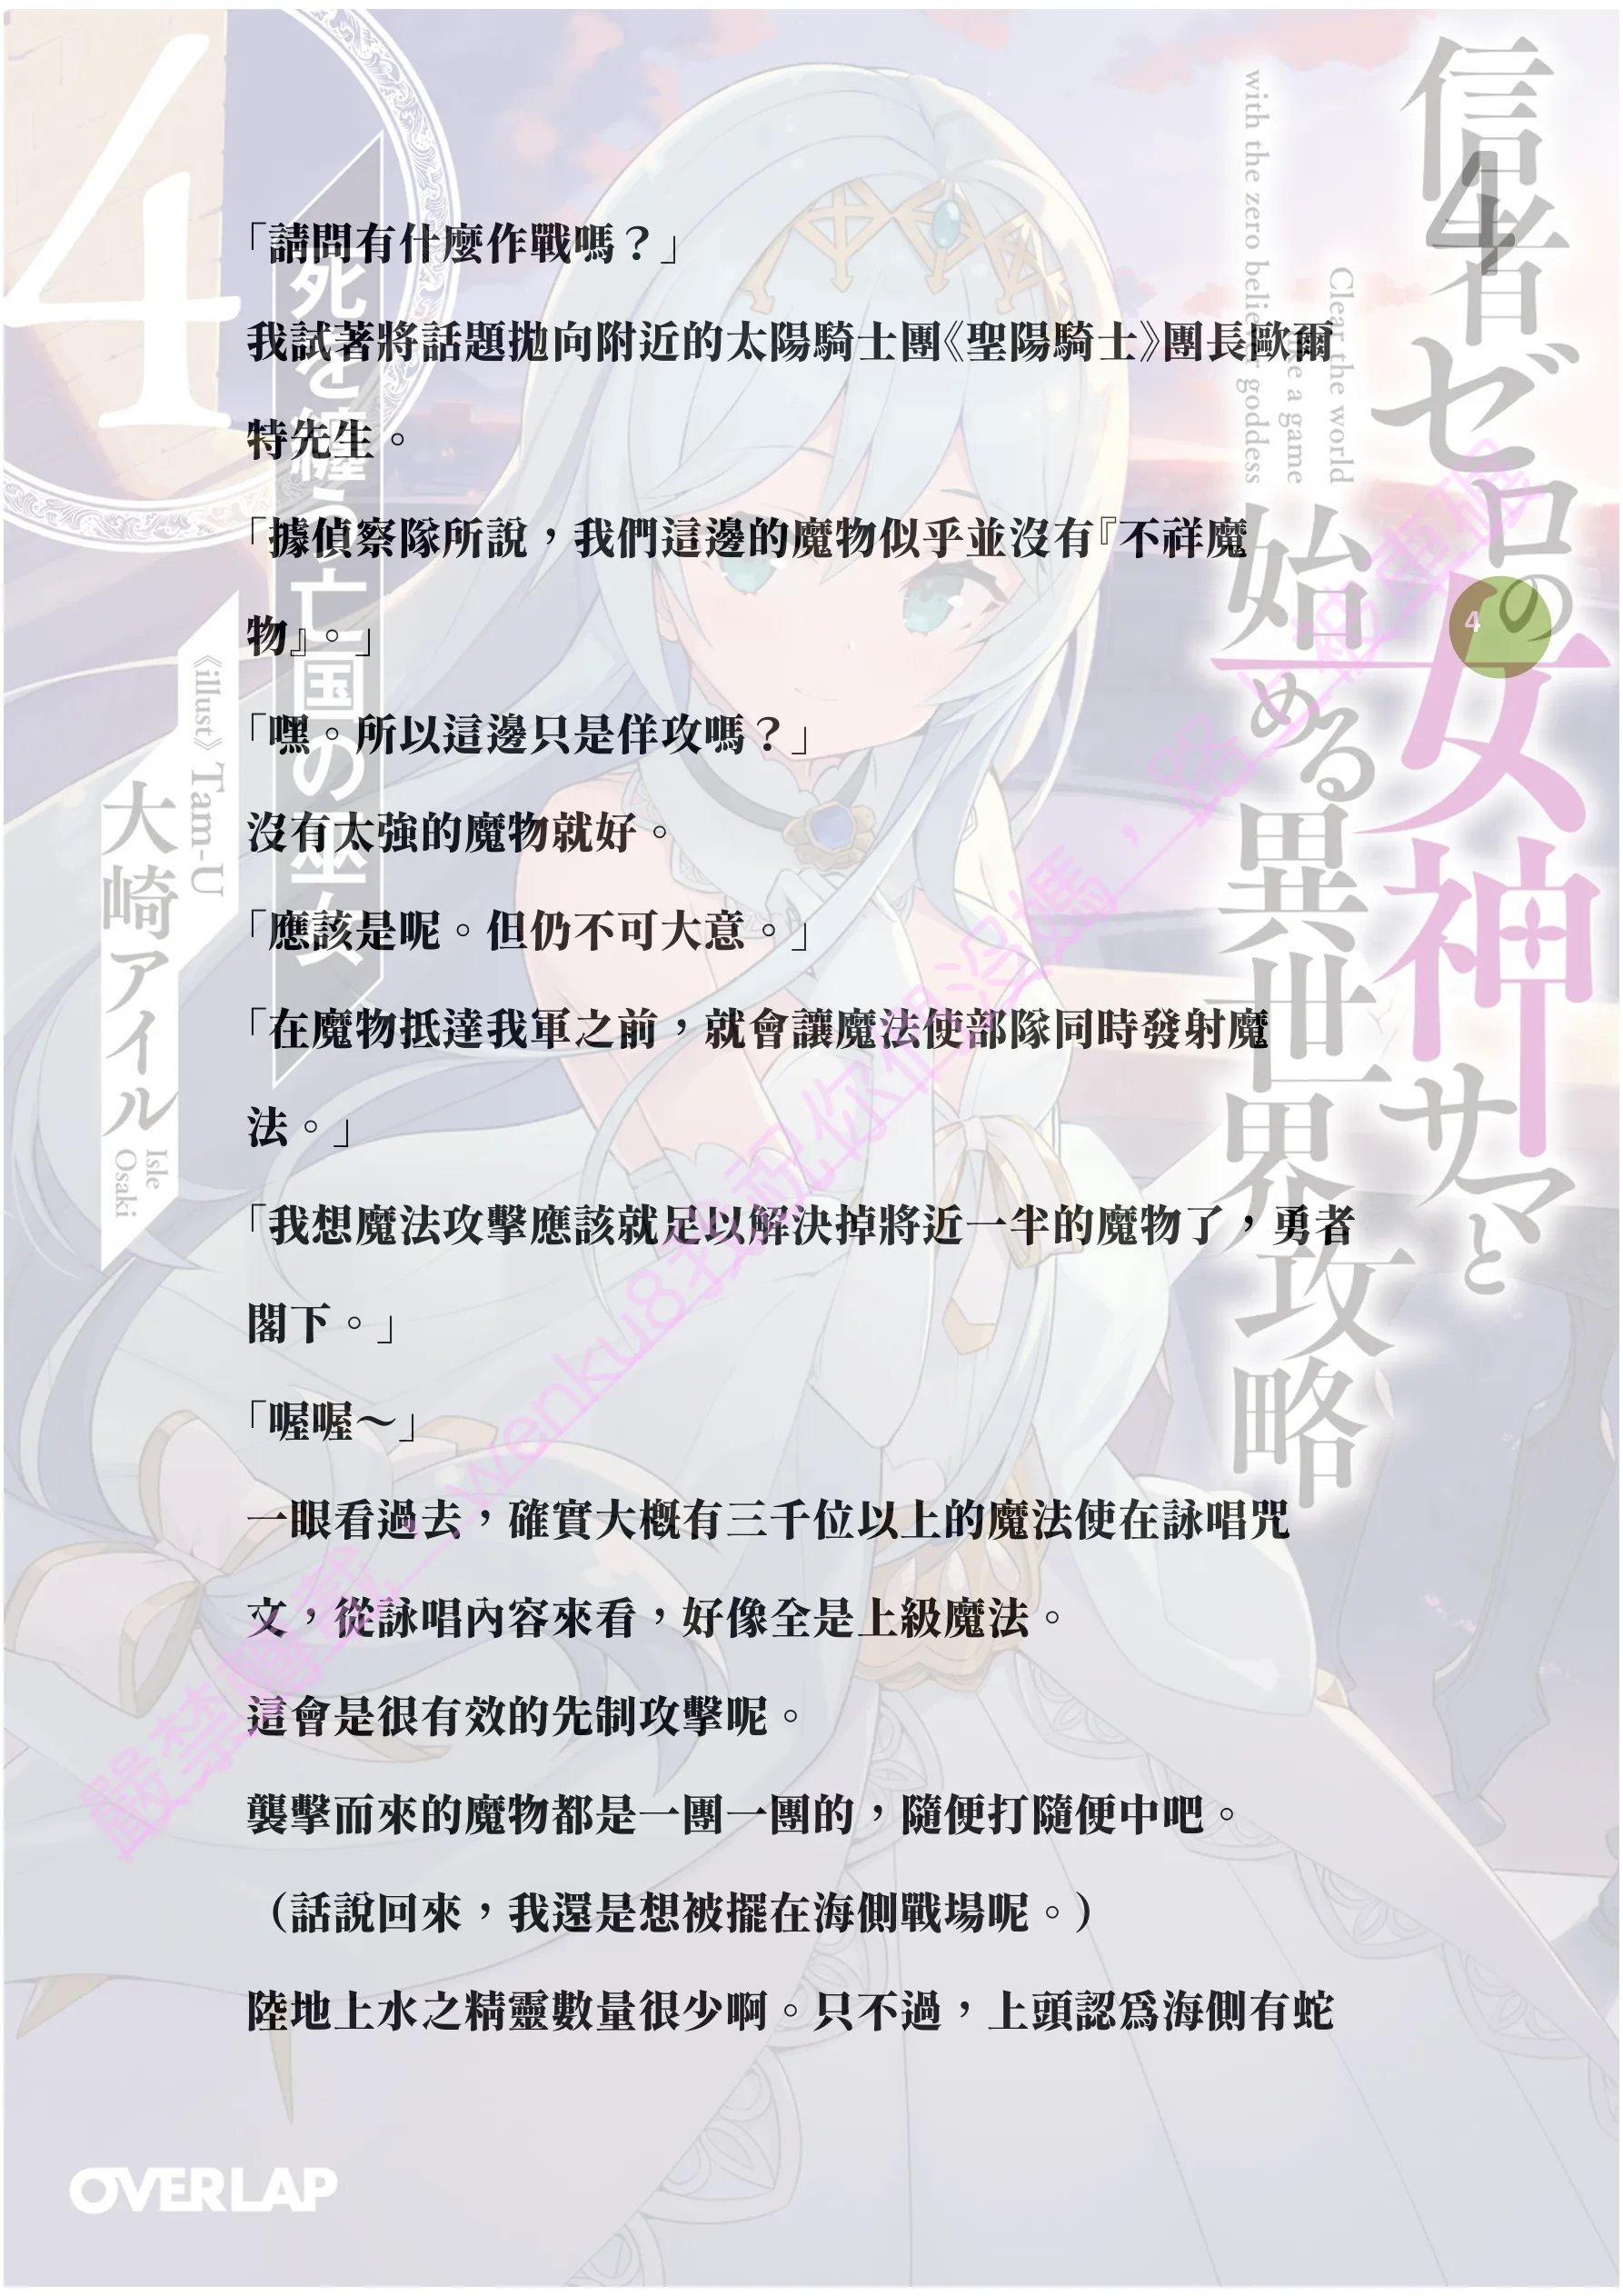 「請問有什麼作戰嗎？」
我試著將話題拋向附近的太陽騎士團《聖陽騎士》團長歐爾
特先生。
「據偵察隊所說，我們這邊的魔物似乎並沒有『不祥魔
物』。」
「嘿。所以這邊只是佯攻嗎？」
沒有太強的魔物就好。
「應該是呢。但仍不可大意。」
「在魔物抵達我軍之前，就會讓魔法使部隊同時發射魔
法。」
「我想魔法攻擊應該就足以解決掉將近一半的魔物了，勇者
閣下。」
「喔喔～」
一眼看過去，確實大概有三千位以上的魔法使在詠唱咒
文，從詠唱內容來看，好像全是上級魔法。
這會是很有效的先制攻擊呢。
襲擊而來的魔物都是一團一團的，隨便打隨便中吧。
（話說回來，我還是想被擺在海側戰場呢。）
陸地上水之精靈數量很少啊。只不過，上頭認爲海側有蛇
信者ゼロの女神サマと
始める異世界攻略
4
4
Clear the world
like a game
with the zero believer goddess
4
死を纏う亡国の巫女
《illust》Tam-U
大崎アイル
Isle
Osaki
OVERLAP
wenku8我祝你們沒媽，